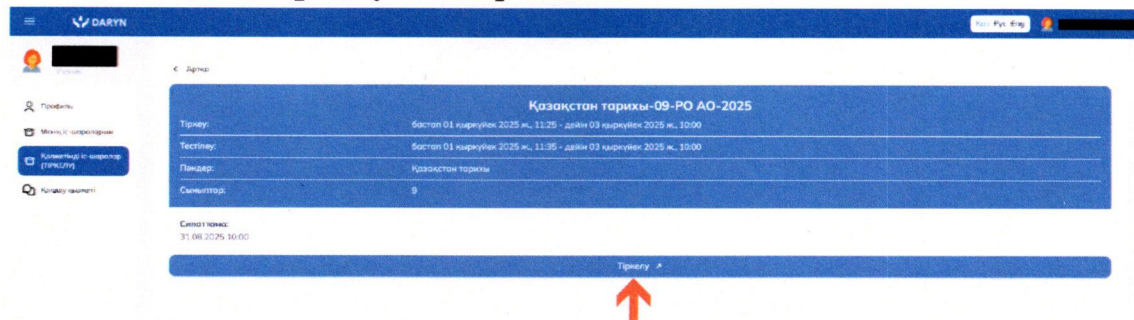 DARYN
Қаз Рус Eng
Артқа
Профиль
Қазақстан тарихы-09-РО АО-2025
Тіркеу: бастап 01 қыркүйек 2025 ж., 11:25 - дейін 03 қыркүйек 2025 ж., 10:00
Менің іс-шараларым
Тестілеу: бастап 01 қыркүйек 2025 ж., 11:35 - дейін 03 қыркүйек 2025 ж., 10:00
Қолжетімді іс-шаралар
(ТІРКЕЛУ)
Пәндер: Қазақстан тарихы
Қолдау қызметі
Сыныптар: 9
Сипаттама:
31.08.2025 10:00
Тіркелу